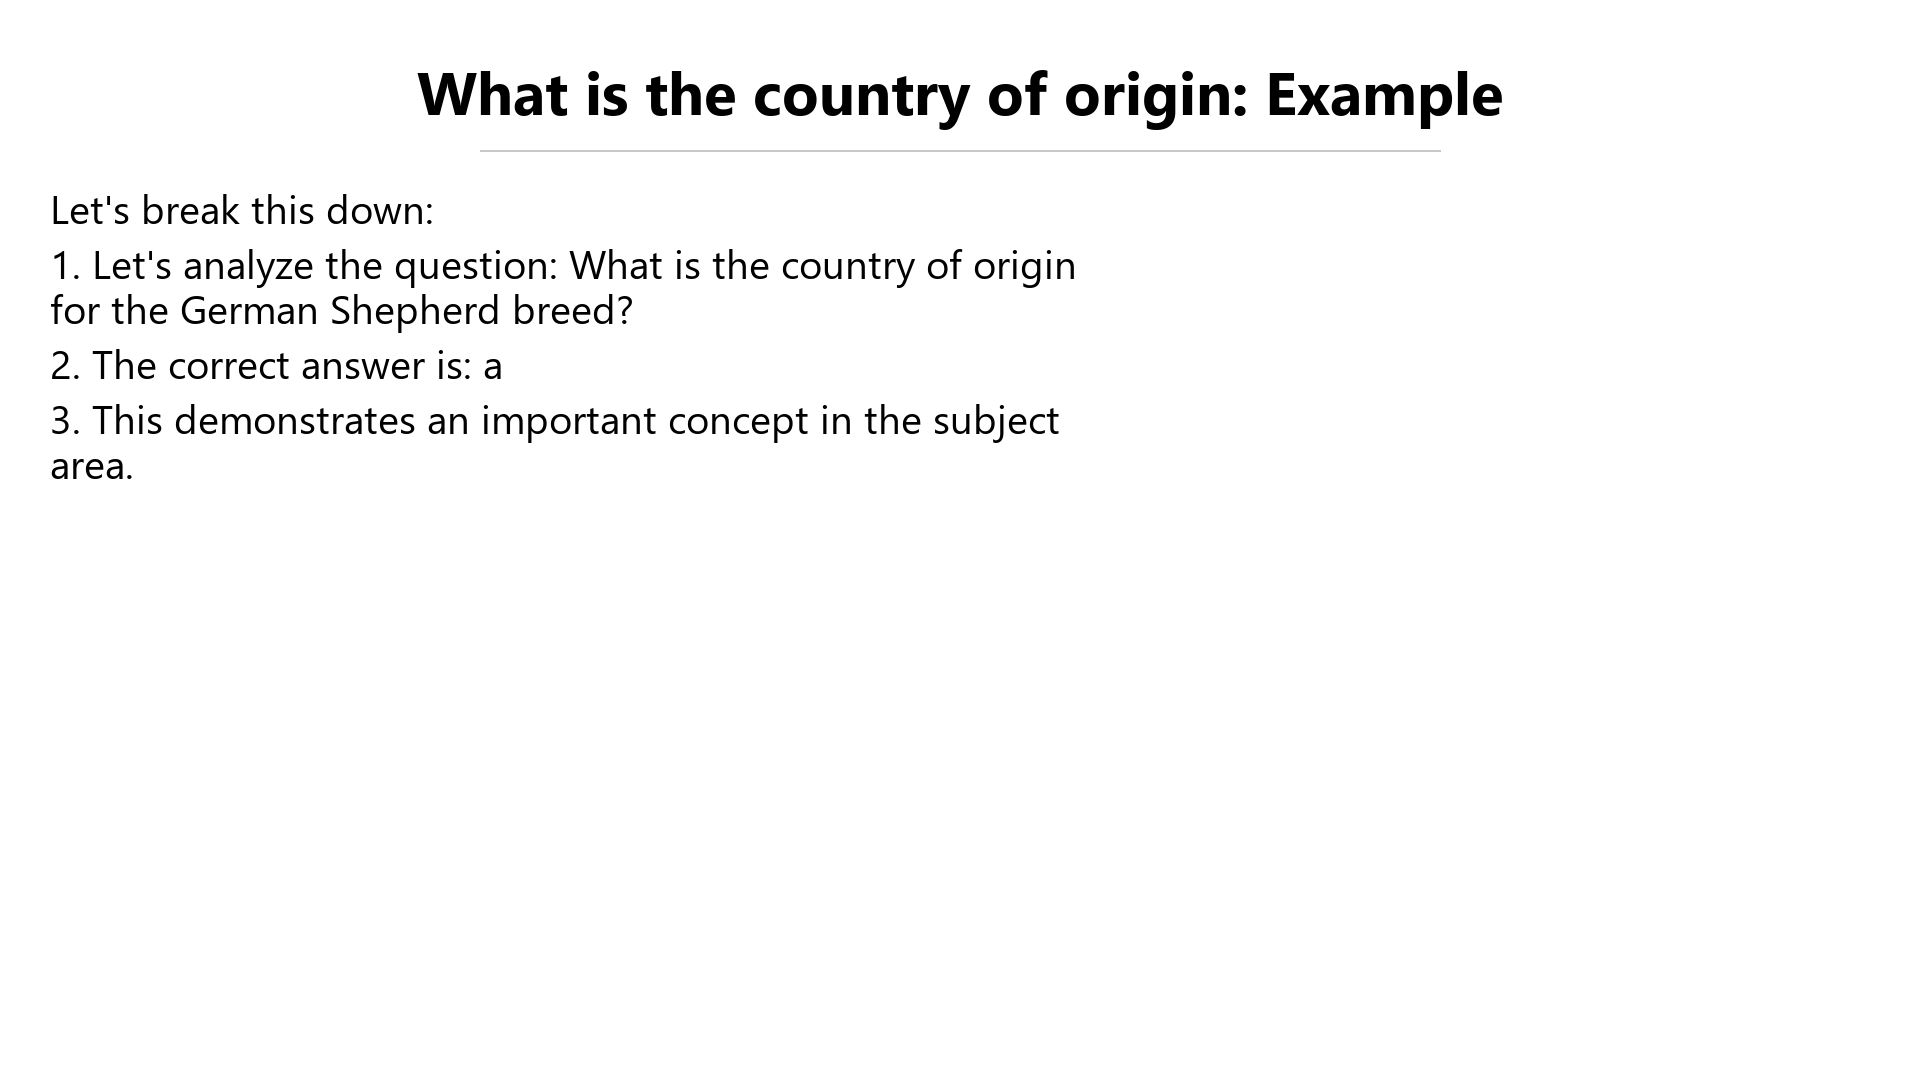 What is the country of origin: Example
Let's break this down:
1. Let's analyze the question: What is the country of origin
for the German Shepherd breed?
2. The correct answer is: a
3. This demonstrates an important concept in the subject
area.